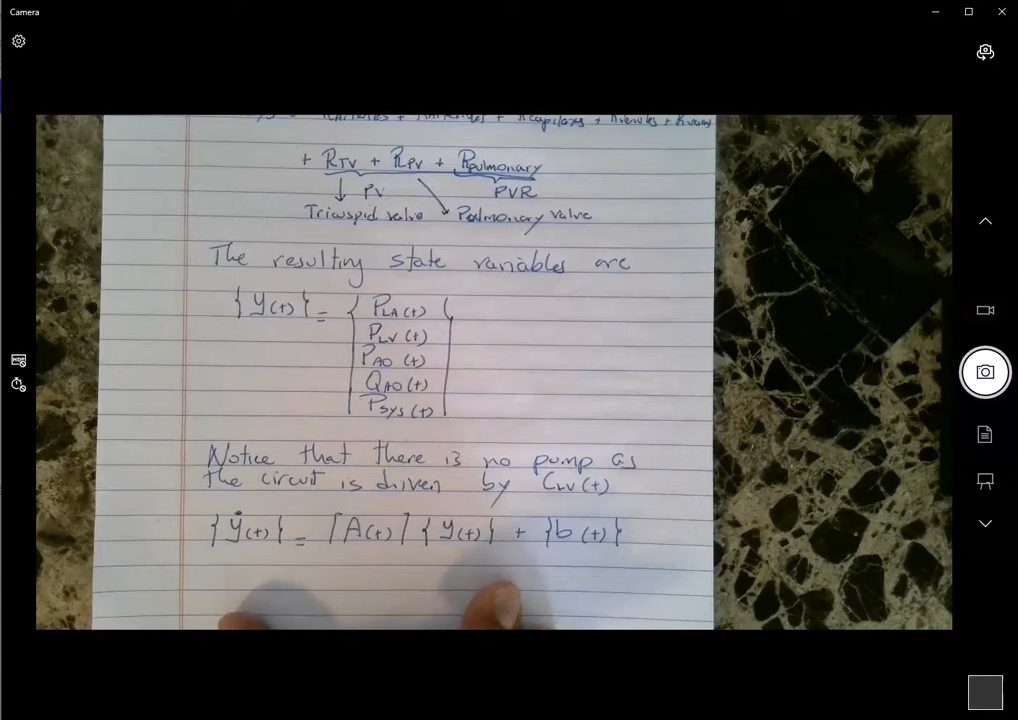 Camera
+ RTV + RPV + Rpulmonary
PV PVR
Tricuspid valve Pulmonary valve
The resulting state variables are
{Y(t)} = { PLA(t)
PLV(t)
PAO(t)
QAO(t)
PSYS(t) }
Notice that there is no pump as
the circuit is driven by CLV(t)
{ẏ(t)} = [A(t)] {y(t)} + {b(t)}